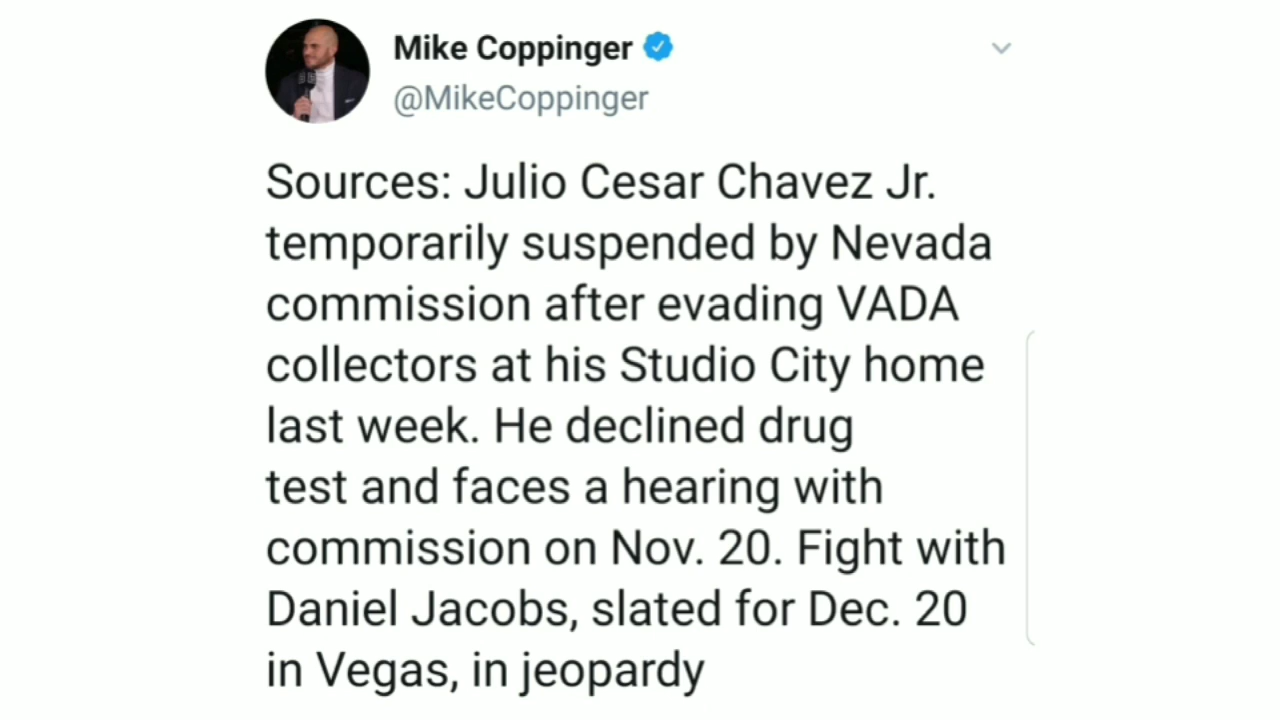 Mike Coppinger
@MikeCoppinger
Sources: Julio Cesar Chavez Jr.
temporarily suspended by Nevada
commission after evading VADA
collectors at his Studio City home
last week. He declined drug
test and faces a hearing with
commission on Nov. 20. Fight with
Daniel Jacobs, slated for Dec. 20
in Vegas, in jeopardy